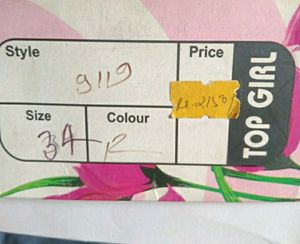 Style
Price
9119
Size
Colour
34
R
TOP GIRL